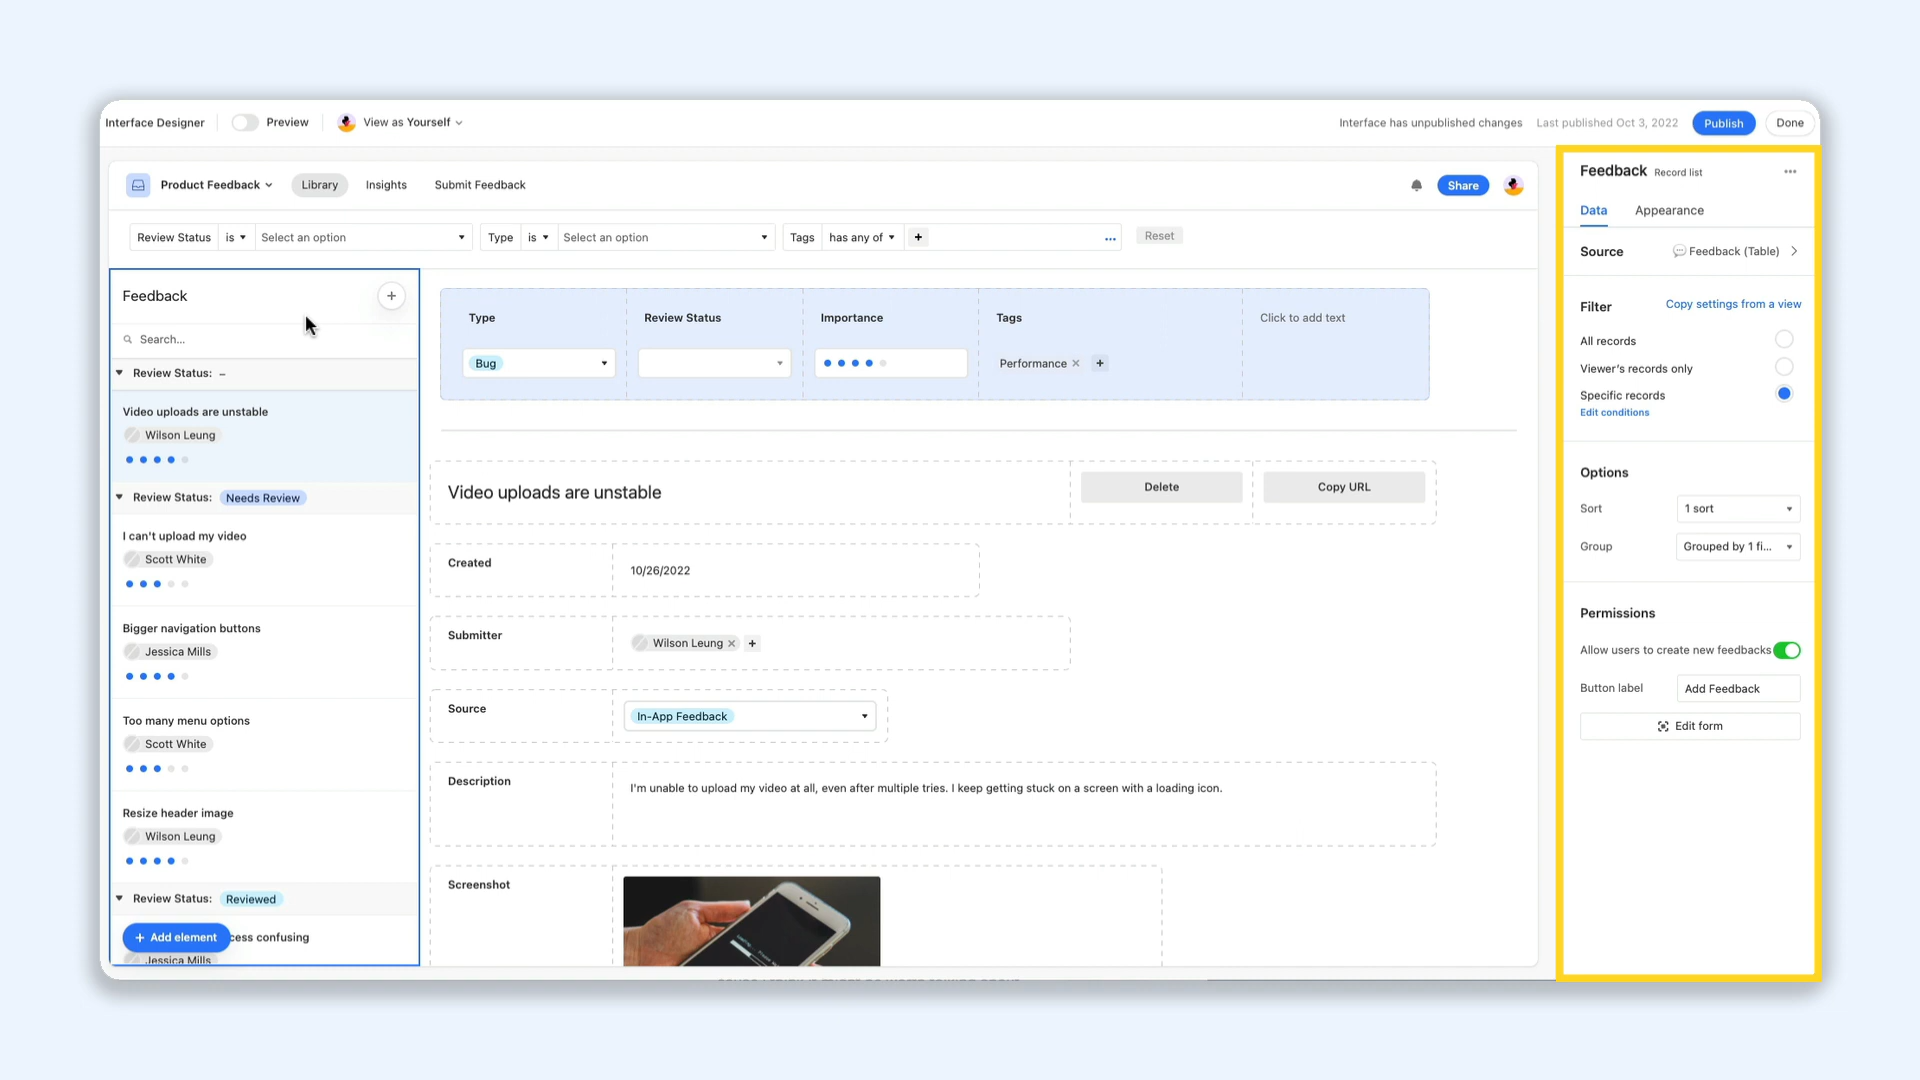 Interface Designer
Preview
View as Yourself
Interface has unpublished changes
Last published Oct 3, 2022
Publish
Done
Product Feedback
Library
Insights
Submit Feedback
Share
Review Status
is
Select an option
Type
is
Select an option
Tags
has any of
+
...
Reset
Feedback
+
Search...
Review Status: –
Video uploads are unstable
Wilson Leung
Review Status: Needs Review
I can't upload my video
Scott White
Bigger navigation buttons
Jessica Mills
Too many menu options
Scott White
Resize header image
Wilson Leung
Review Status: Reviewed
+ Add element
cess confusing
Jessica Mills
Type
Review Status
Importance
Tags
Click to add text
Bug
Performance × +
Video uploads are unstable
Delete
Copy URL
Created
10/26/2022
Submitter
Wilson Leung × +
Source
In-App Feedback
Description
I'm unable to upload my video at all, even after multiple tries. I keep getting stuck on a screen with a loading icon.
Screenshot
Feedback Record list
...
Data
Appearance
Source
Feedback (Table)
Filter
Copy settings from a view
All records
Viewer's records only
Specific records
Edit conditions
Options
Sort
1 sort
Group
Grouped by 1 fi...
Permissions
Allow users to create new feedbacks
Button label
Add Feedback
Edit form